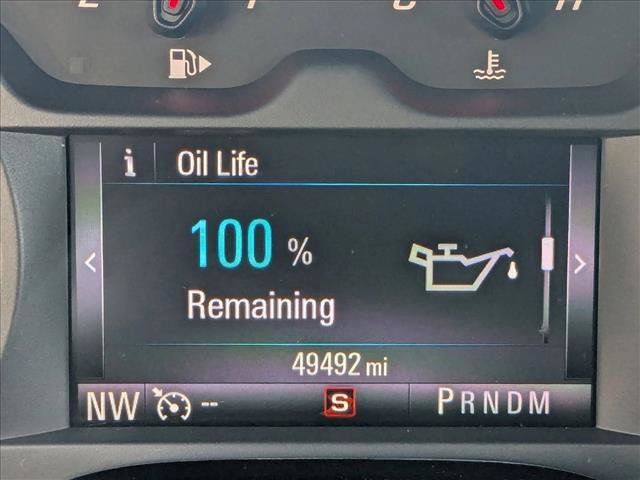 i Oil Life
100 %
Remaining
49492 mi
NW -- S PRNDM